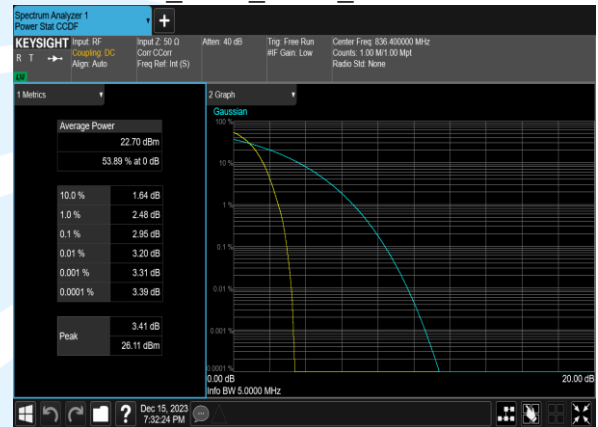 Spectrum Analyzer 1
Power Stat CCDF
+
KEYSIGHT
R T
LV
Input: RF
Coupling: DC
Align: Auto
Input Z: 50 Ω
Corr CCorr
Freq Ref: Int (S)
Atten: 40 dB
Trig: Free Run
#IF Gain: Low
Center Freq: 836.400000 MHz
Counts: 1.00 M/1.00 Mpt
Radio Std: None
1 Metrics
Average Power
22.70 dBm
53.89 % at 0 dB
10.0 % 1.64 dB
1.0 % 2.48 dB
0.1 % 2.95 dB
0.01 % 3.20 dB
0.001 % 3.31 dB
0.0001 % 3.39 dB
Peak
3.41 dB
26.11 dBm
2 Graph
Gaussian
100 %
10 %
1 %
0.1 %
0.01 %
0.001 %
0.0001 %
0.00 dB 20.00 dB
Info BW 5.0000 MHz
?
Dec 15, 2023
7:32:24 PM